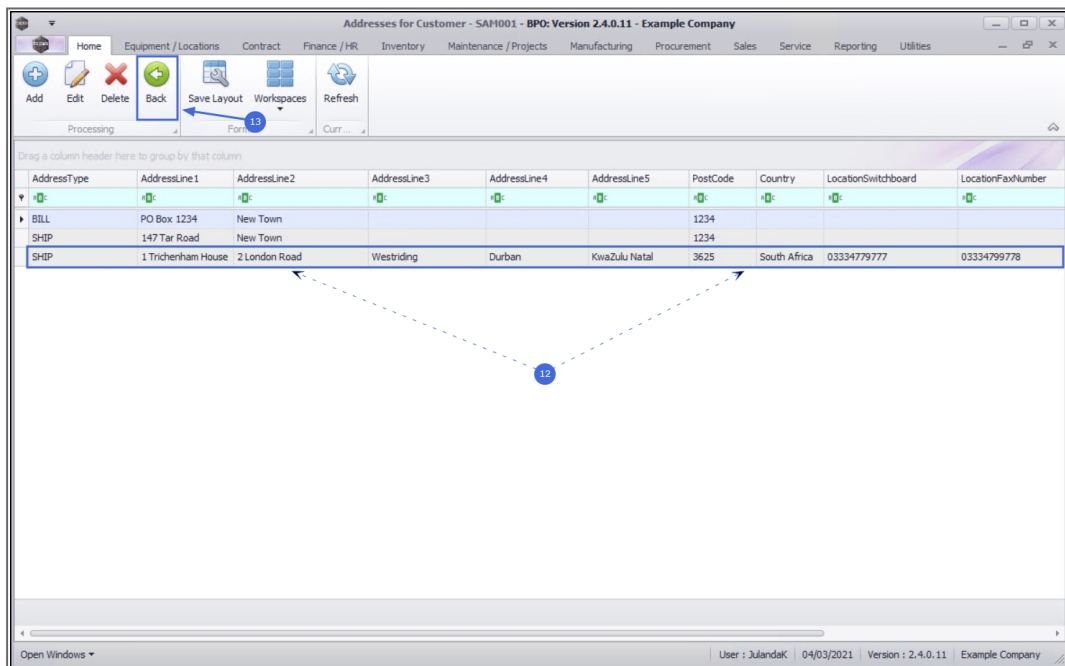 Addresses for Customer - SAM001 - BPO: Version 2.4.0.11 - Example Company
Home Equipment / Locations Contract Finance / HR Inventory Maintenance / Projects Manufacturing Procurement Sales Service Reporting Utilities
Add Edit Delete Back Save Layout Workspaces Refresh
13
Processing Form Curr...
Drag a column header here to group by that column
AddressType AddressLine1 AddressLine2 AddressLine3 AddressLine4 AddressLine5 PostCode Country LocationSwitchboard LocationFaxNumber
BILL PO Box 1234 New Town 1234
SHIP 147 Tar Road New Town 1234
SHIP 1 Trichenham House 2 London Road Westriding Durban KwaZulu Natal 3625 South Africa 03334779777 03334799778
12
Open Windows User : JulandaK 04/03/2021 Version : 2.4.0.11 Example Company